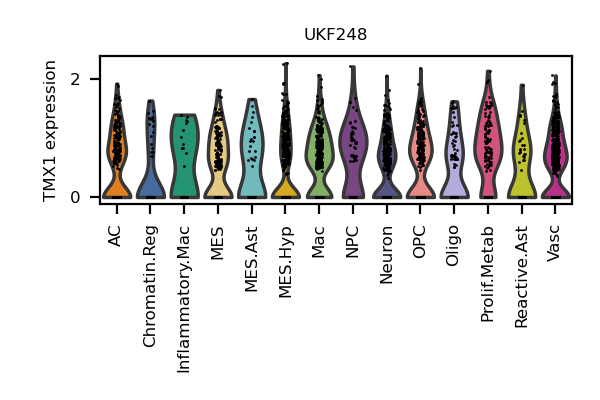 UKF248
TMX1 expression
2
0
AC
Chromatin.Reg
Inflammatory.Mac
MES
MES.Ast
MES.Hyp
Mac
NPC
Neuron
OPC
Oligo
Prolif.Metab
Reactive.Ast
Vasc